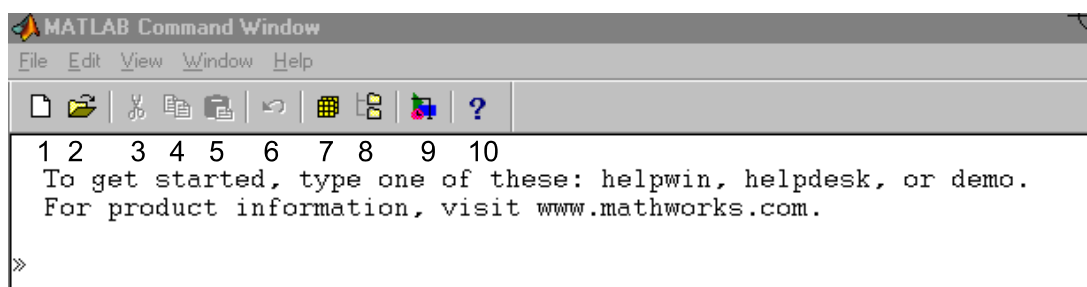 MATLAB Command Window
File Edit View Window Help
?
1 2 3 4 5 6 7 8 9 10
To get started, type one of these: helpwin, helpdesk, or demo.
For product information, visit www.mathworks.com.
»